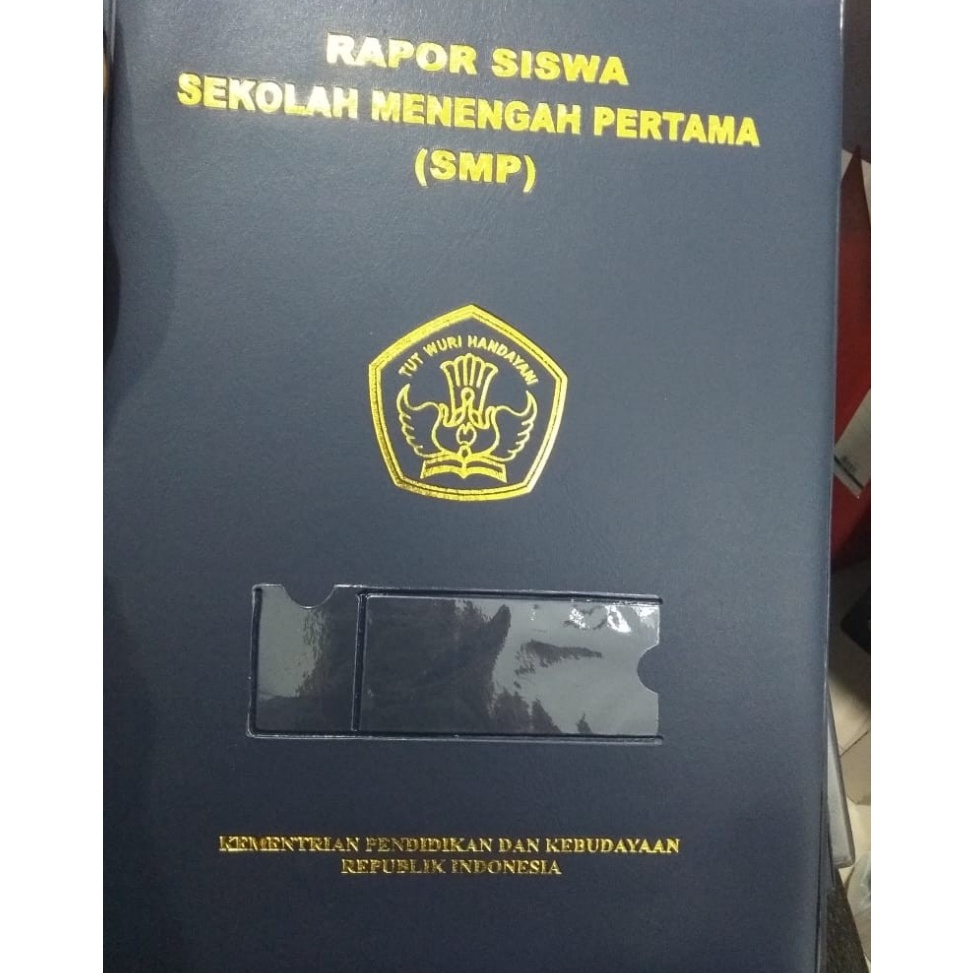 RAPOR SISWA
SEKOLAH MENENGAH PERTAMA
(SMP)
TUT WURI HANDAYANI
KEMENTRIAN PENDIDIKAN DAN KEBUDAYAAN
REPUBLIK INDONESIA